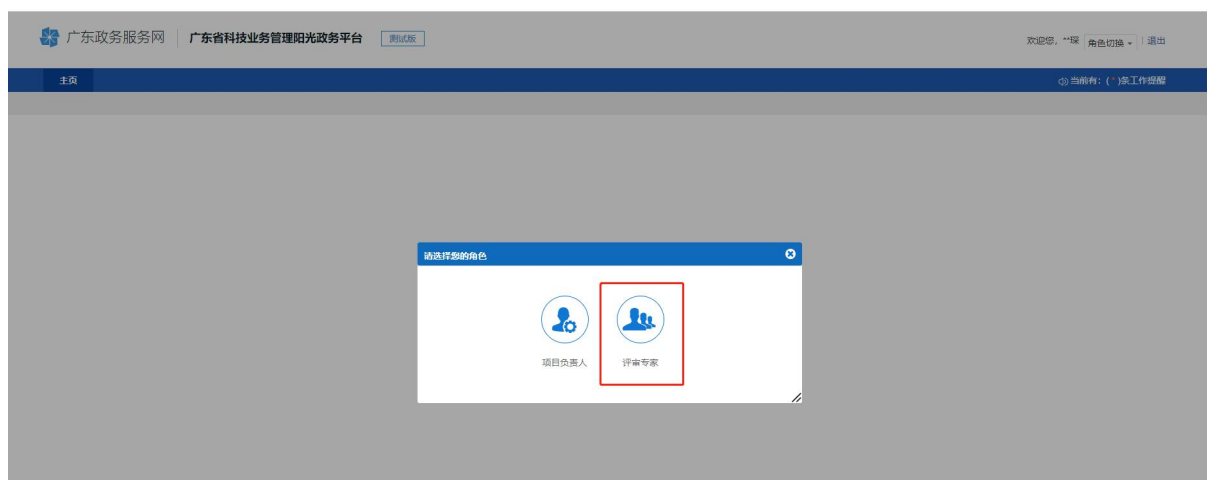 广东政务服务网 广东省科技业务管理阳光政务平台 测试版 欢迎您，**琛 角色切换 退出
主页 当前有：( * )条工作提醒
请选择您的角色
项目负责人 评审专家